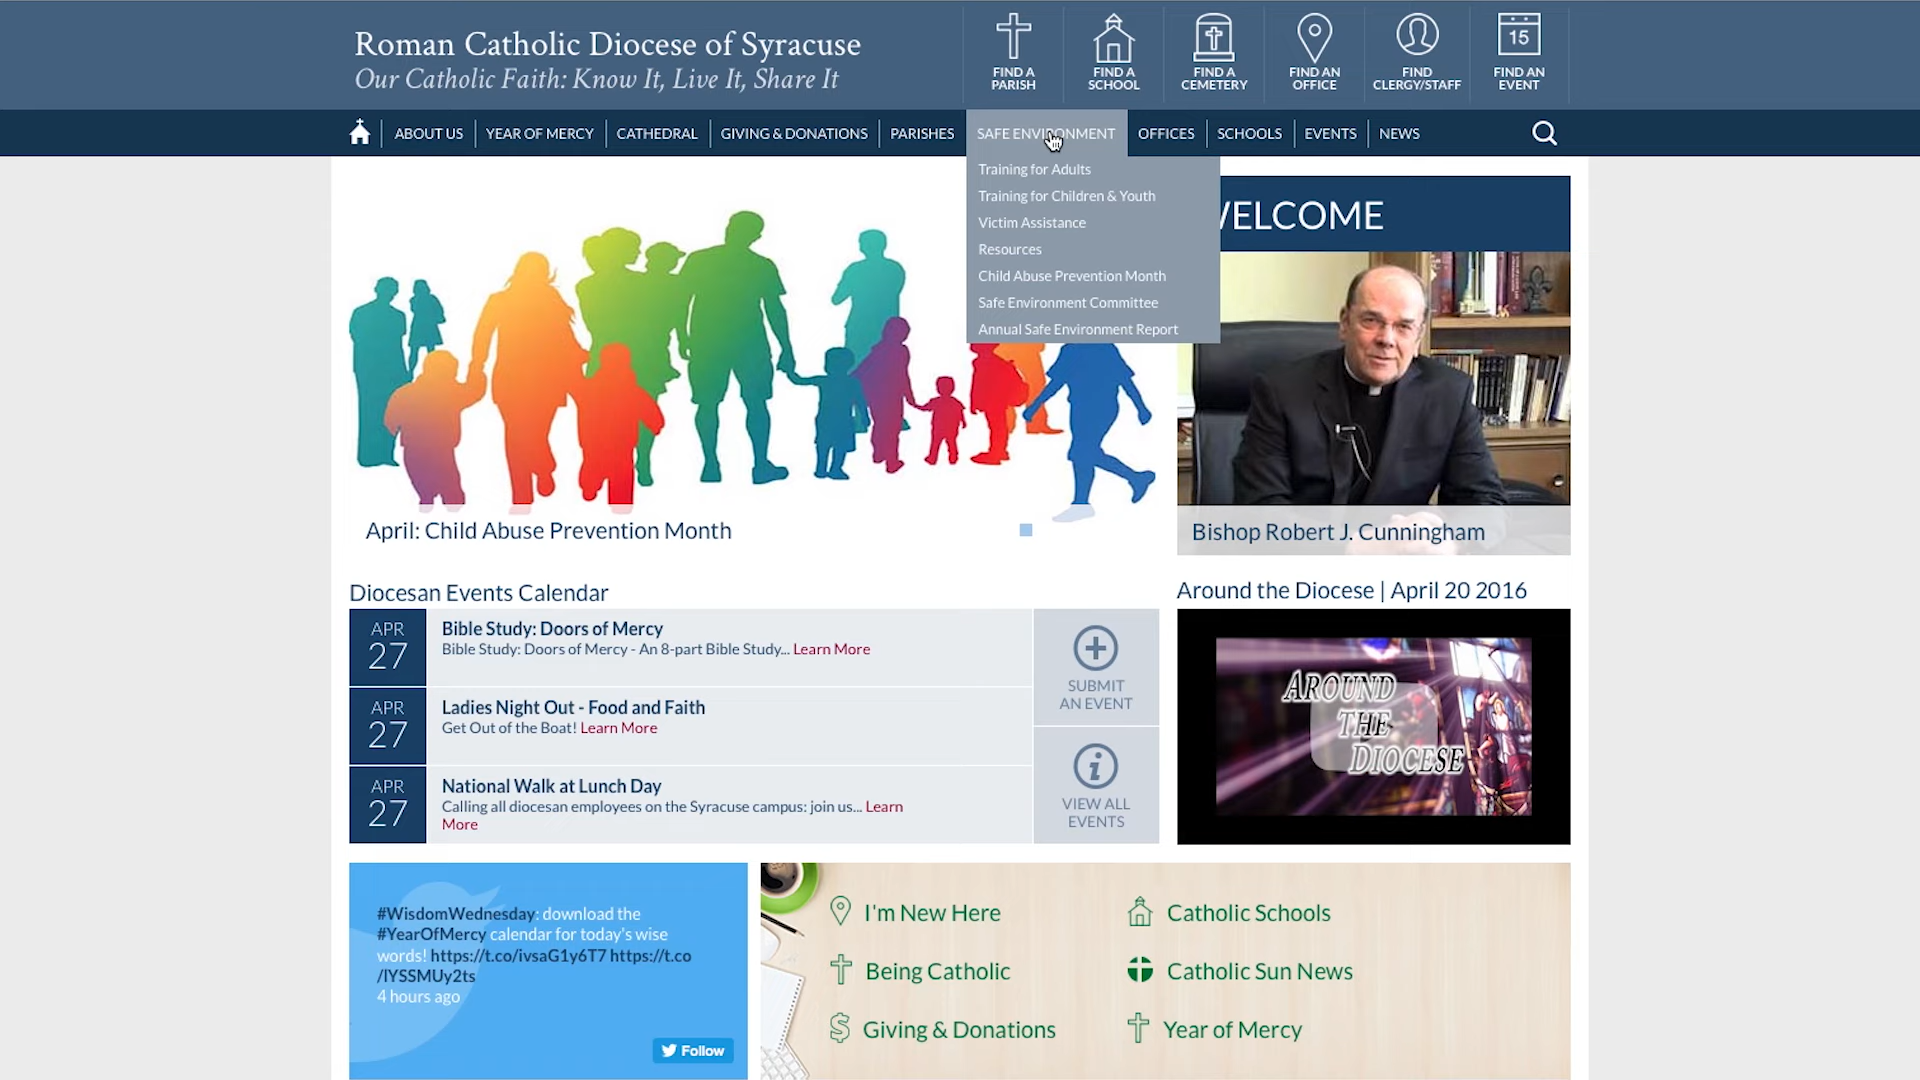 Roman Catholic Diocese of Syracuse
Our Catholic Faith: Know It, Live It, Share It
FIND A
PARISH
FIND A
SCHOOL
FIND A
CEMETERY
FIND AN
OFFICE
FIND
CLERGY/STAFF
15
FIND AN
EVENT
ABOUT US
YEAR OF MERCY
CATHEDRAL
GIVING & DONATIONS
PARISHES
SAFE ENVIRONMENT
OFFICES
SCHOOLS
EVENTS
NEWS
Training for Adults
Training for Children & Youth
Victim Assistance
Resources
Child Abuse Prevention Month
Safe Environment Committee
Annual Safe Environment Report
WELCOME
April: Child Abuse Prevention Month
Bishop Robert J. Cunningham
Diocesan Events Calendar
APR
27
Bible Study: Doors of Mercy
Bible Study: Doors of Mercy - An 8-part Bible Study... Learn More
APR
27
Ladies Night Out - Food and Faith
Get Out of the Boat! Learn More
APR
27
National Walk at Lunch Day
Calling all diocesan employees on the Syracuse campus: join us... Learn
More
SUBMIT
AN EVENT
VIEW ALL
EVENTS
Around the Diocese | April 20 2016
AROUND
THE
DIOCESE
#WisdomWednesday: download the
#YearOfMercy calendar for today's wise
words! https://t.co/ivsaG1y6T7 https://t.co
/lYSSMUy2ts
4 hours ago
Follow
I'm New Here
Being Catholic
Giving & Donations
Catholic Schools
Catholic Sun News
Year of Mercy